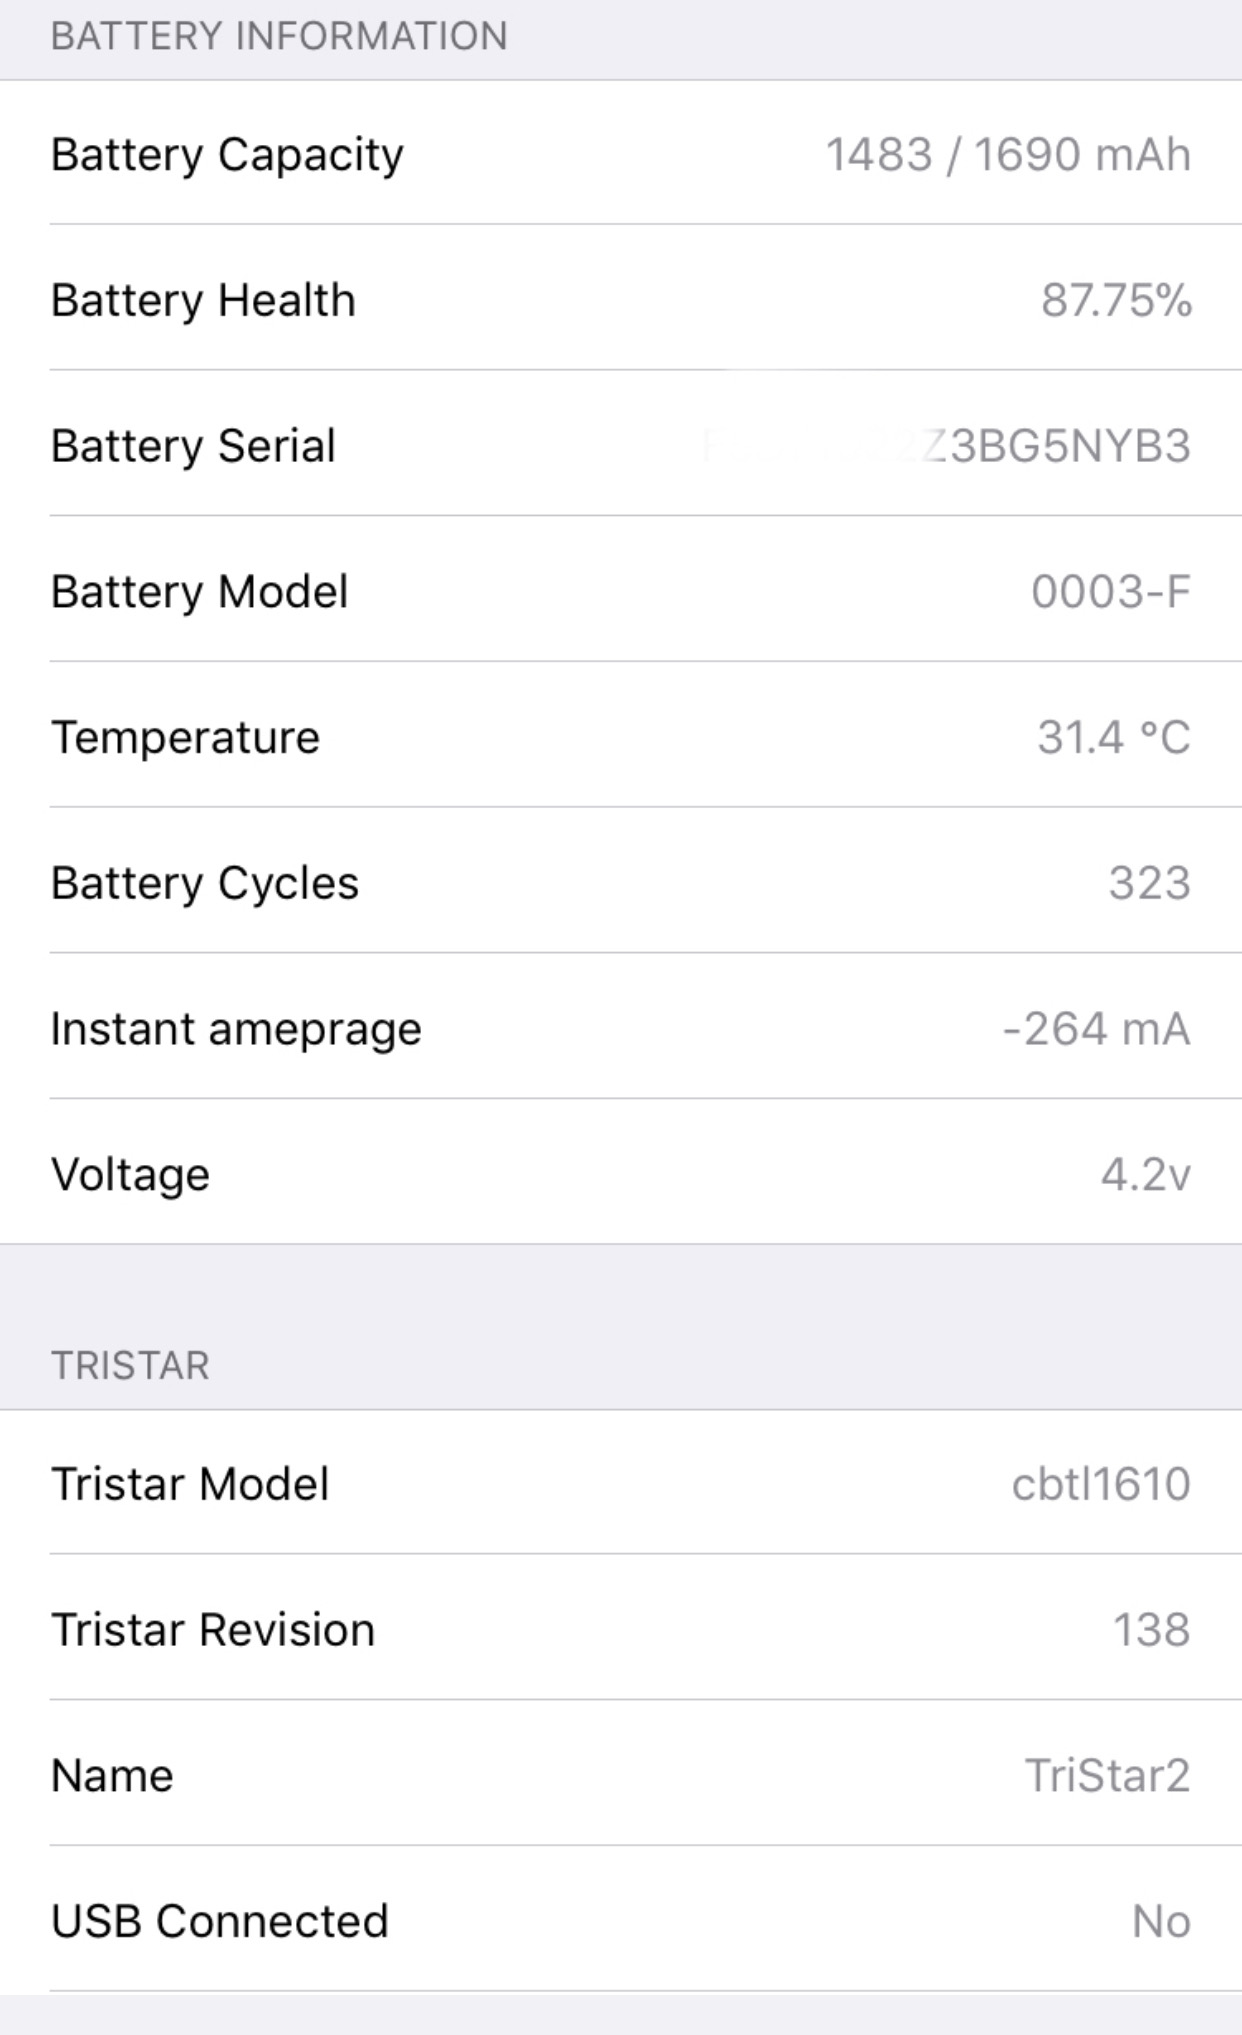 BATTERY INFORMATION
Battery Capacity 1483 / 1690 mAh
Battery Health 87.75%
Battery Serial Z3BG5NYB3
Battery Model 0003-F
Temperature 31.4 °C
Battery Cycles 323
Instant ameprage -264 mA
Voltage 4.2v
TRISTAR
Tristar Model cbtl1610
Tristar Revision 138
Name TriStar2
USB Connected No